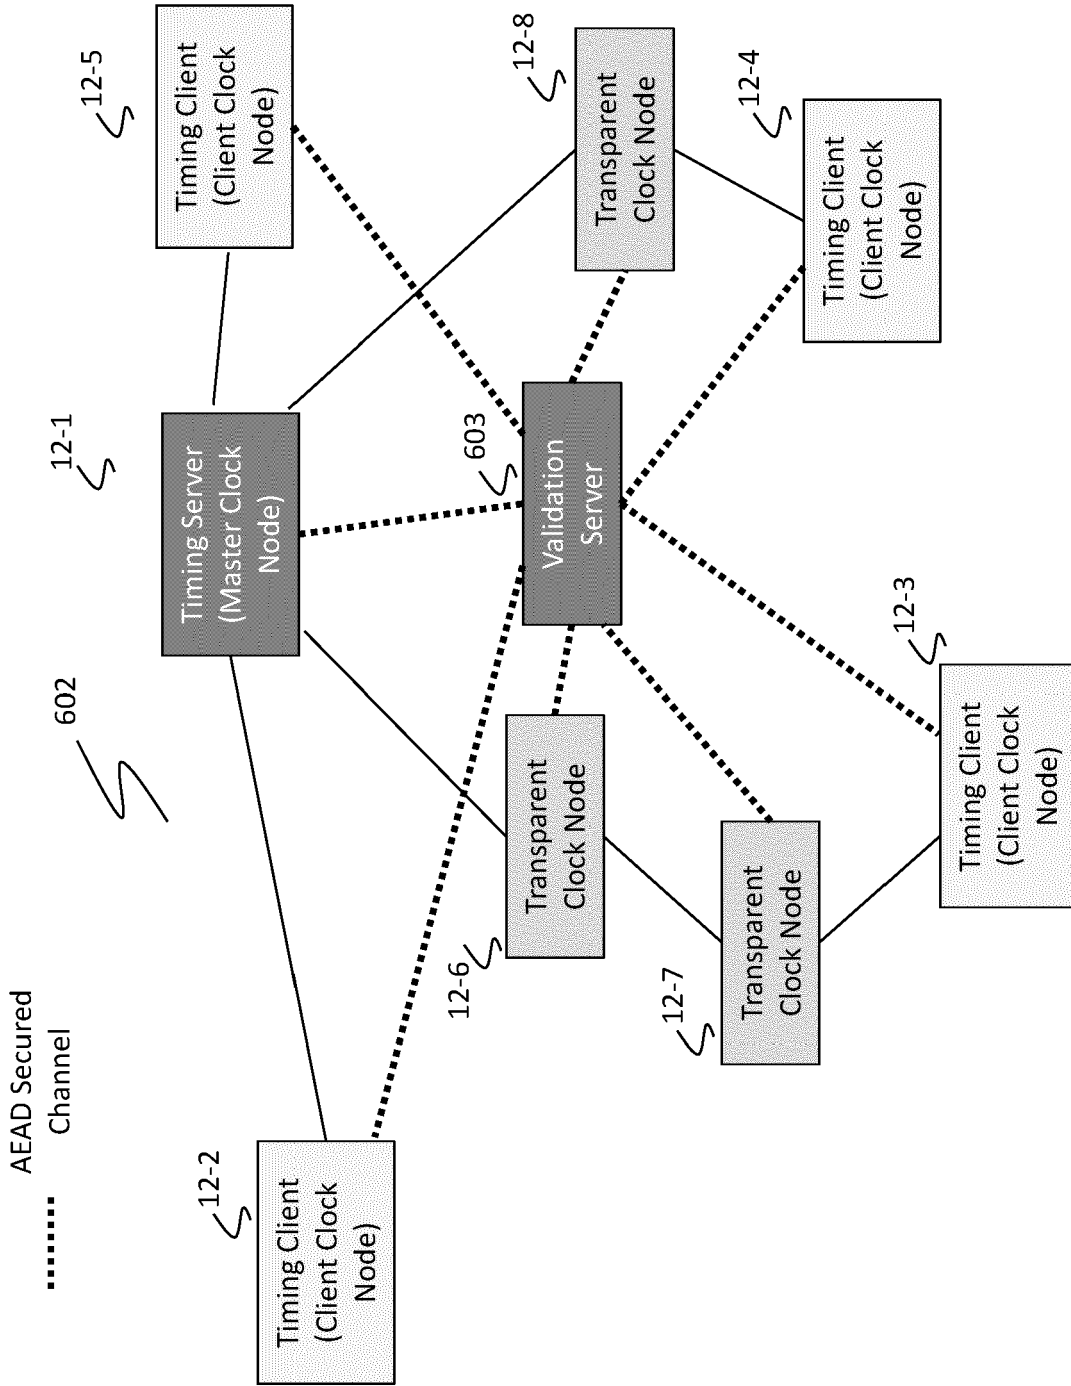 AEAD Secured
Channel
602
12-1
Timing Server
(Master Clock
Node)
12-5
Timing Client
(Client Clock
Node)
12-2
Timing Client
(Client Clock
Node)
12-6
Transparent
Clock Node
603
Validation
Server
12-8
Transparent
Clock Node
12-7
Transparent
Clock Node
12-3
Timing Client
(Client Clock
Node)
12-4
Timing Client
(Client Clock
Node)